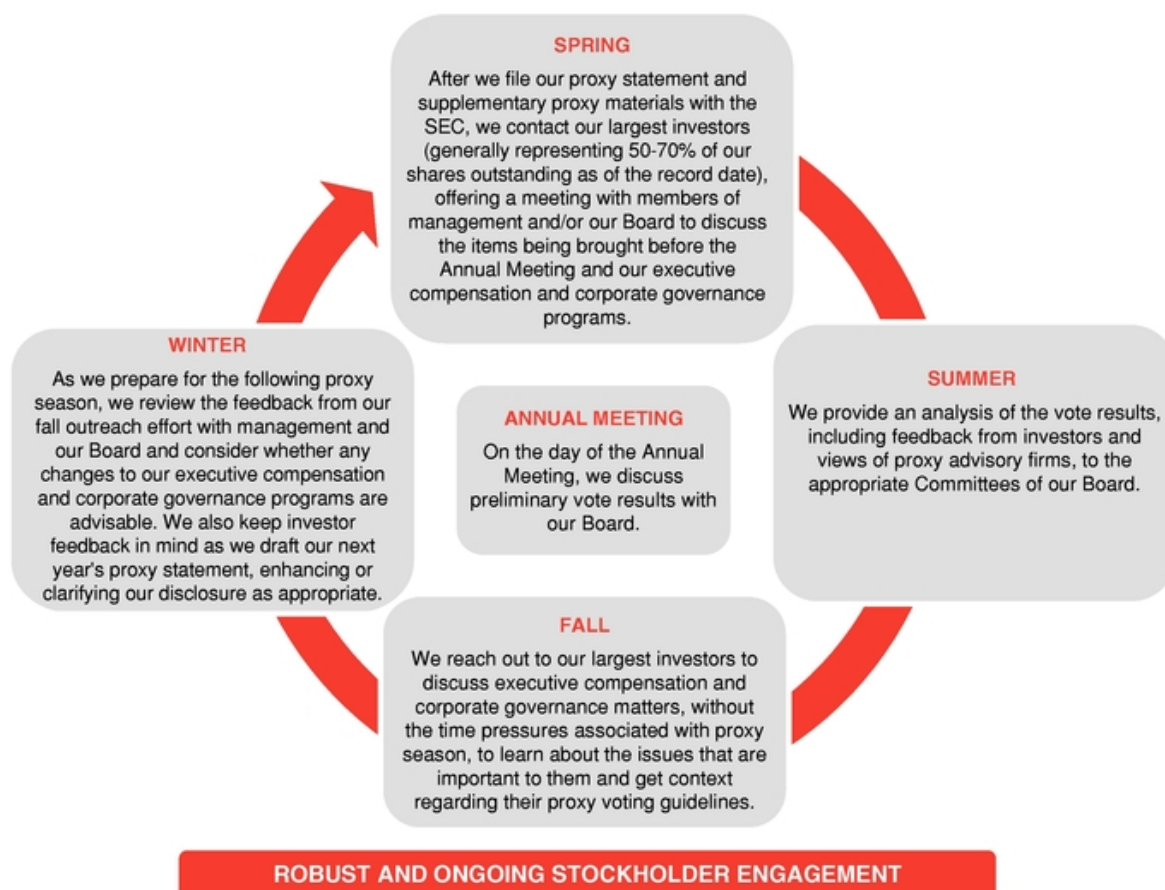 SPRING
After we file our proxy statement and
supplementary proxy materials with the
SEC, we contact our largest investors
(generally representing 50-70% of our
shares outstanding as of the record date),
offering a meeting with members of
management and/or our Board to discuss
the items being brought before the
Annual Meeting and our executive
compensation and corporate governance
programs.
SUMMER
We provide an analysis of the vote results,
including feedback from investors and
views of proxy advisory firms, to the
appropriate Committees of our Board.
FALL
We reach out to our largest investors to
discuss executive compensation and
corporate governance matters, without
the time pressures associated with proxy
season, to learn about the issues that are
important to them and get context
regarding their proxy voting guidelines.
WINTER
As we prepare for the following proxy
season, we review the feedback from our
fall outreach effort with management and
our Board and consider whether any
changes to our executive compensation
and corporate governance programs are
advisable. We also keep investor
feedback in mind as we draft our next
year's proxy statement, enhancing or
clarifying our disclosure as appropriate.
ANNUAL MEETING
On the day of the Annual
Meeting, we discuss
preliminary vote results with
our Board.
ROBUST AND ONGOING STOCKHOLDER ENGAGEMENT